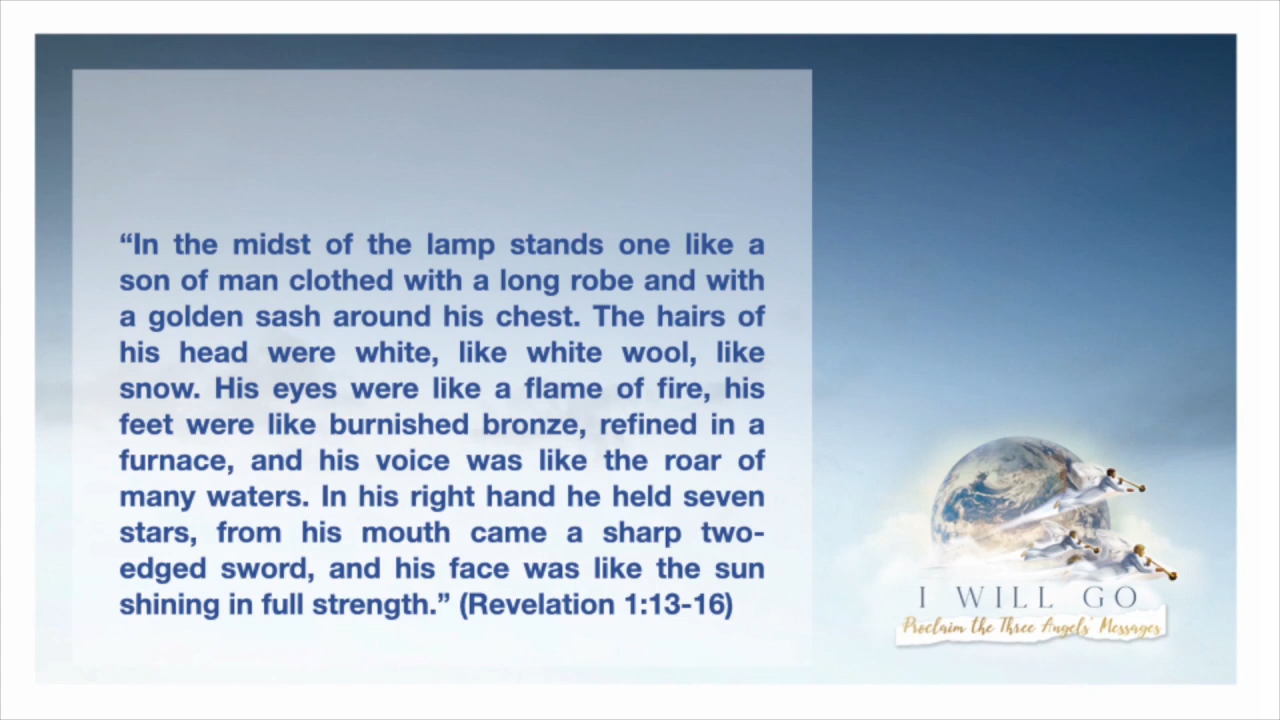 “In the midst of the lamp stands one like a
son of man clothed with a long robe and with
a golden sash around his chest. The hairs of
his head were white, like white wool, like
snow. His eyes were like a flame of fire, his
feet were like burnished bronze, refined in a
furnace, and his voice was like the roar of
many waters. In his right hand he held seven
stars, from his mouth came a sharp two-
edged sword, and his face was like the sun
shining in full strength.” (Revelation 1:13-16)
I WILL GO
Proclaim the Three Angels’ Messages